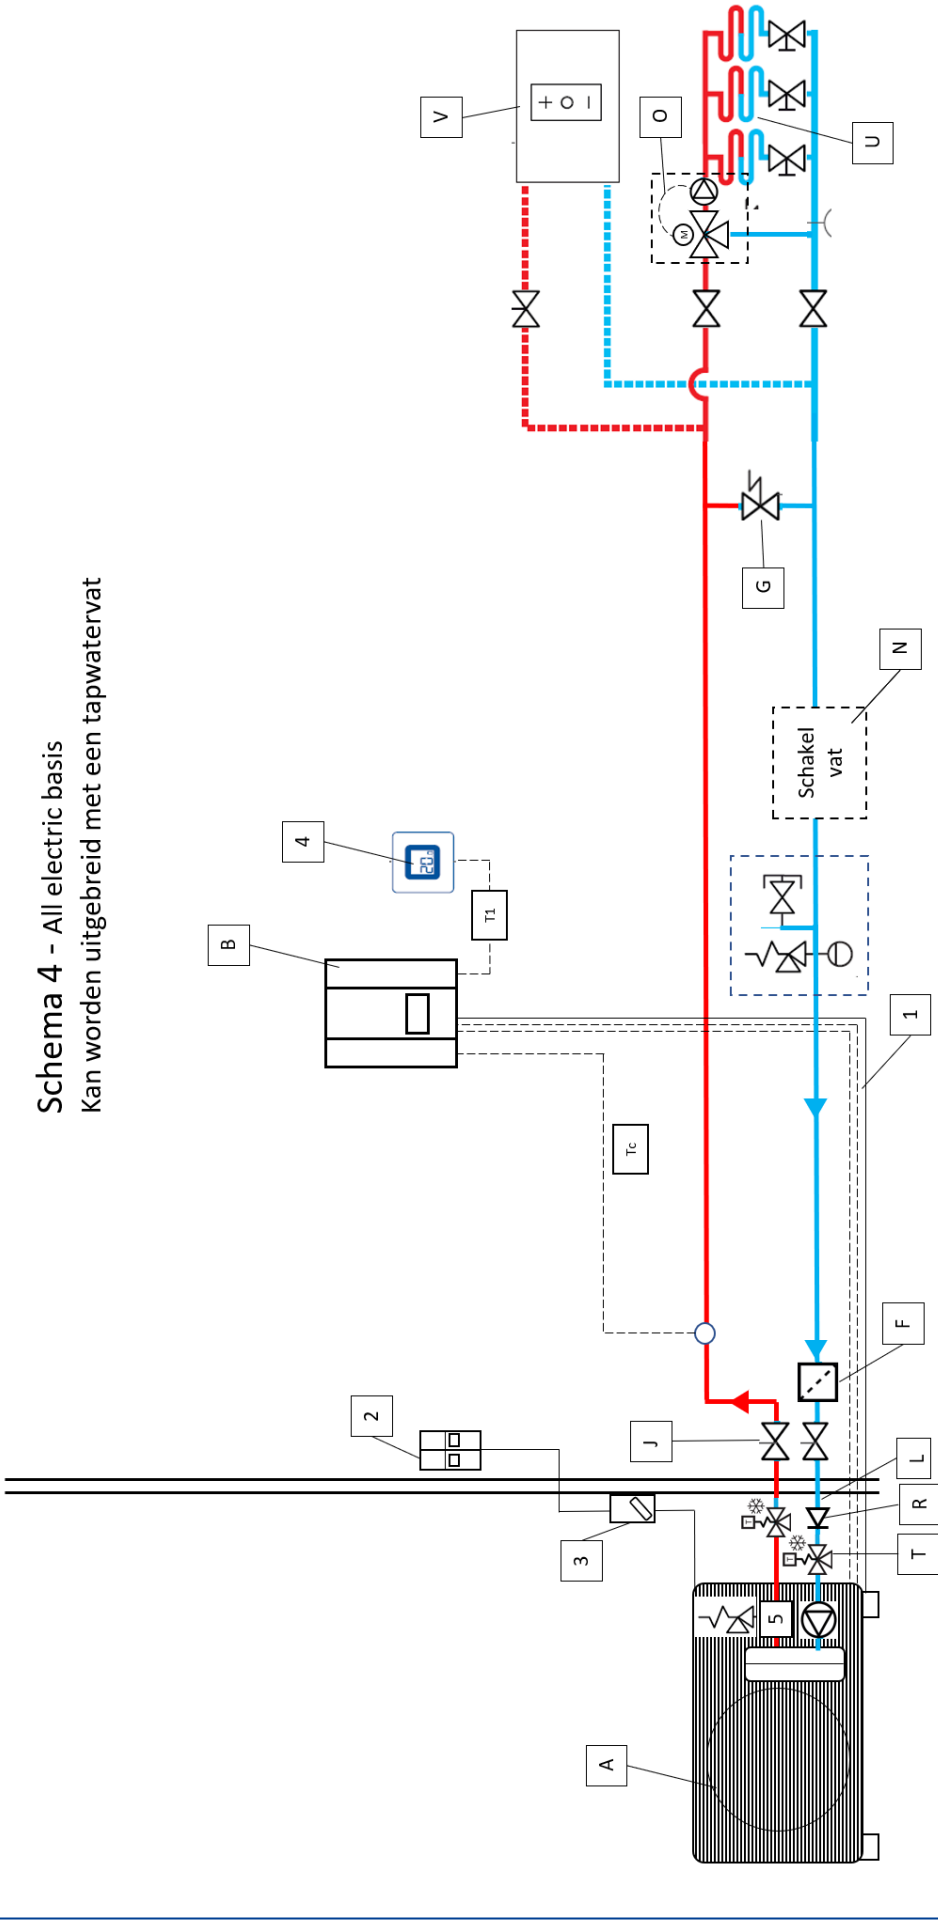 Schema 4 - All electric basis
Kan worden uitgebreid met een tapwatervat
V
O
M
U
B
4
20.
T1
G
N
Schakel
vat
Tc
1
2
J
F
3
L
R
T
T
T
5
A